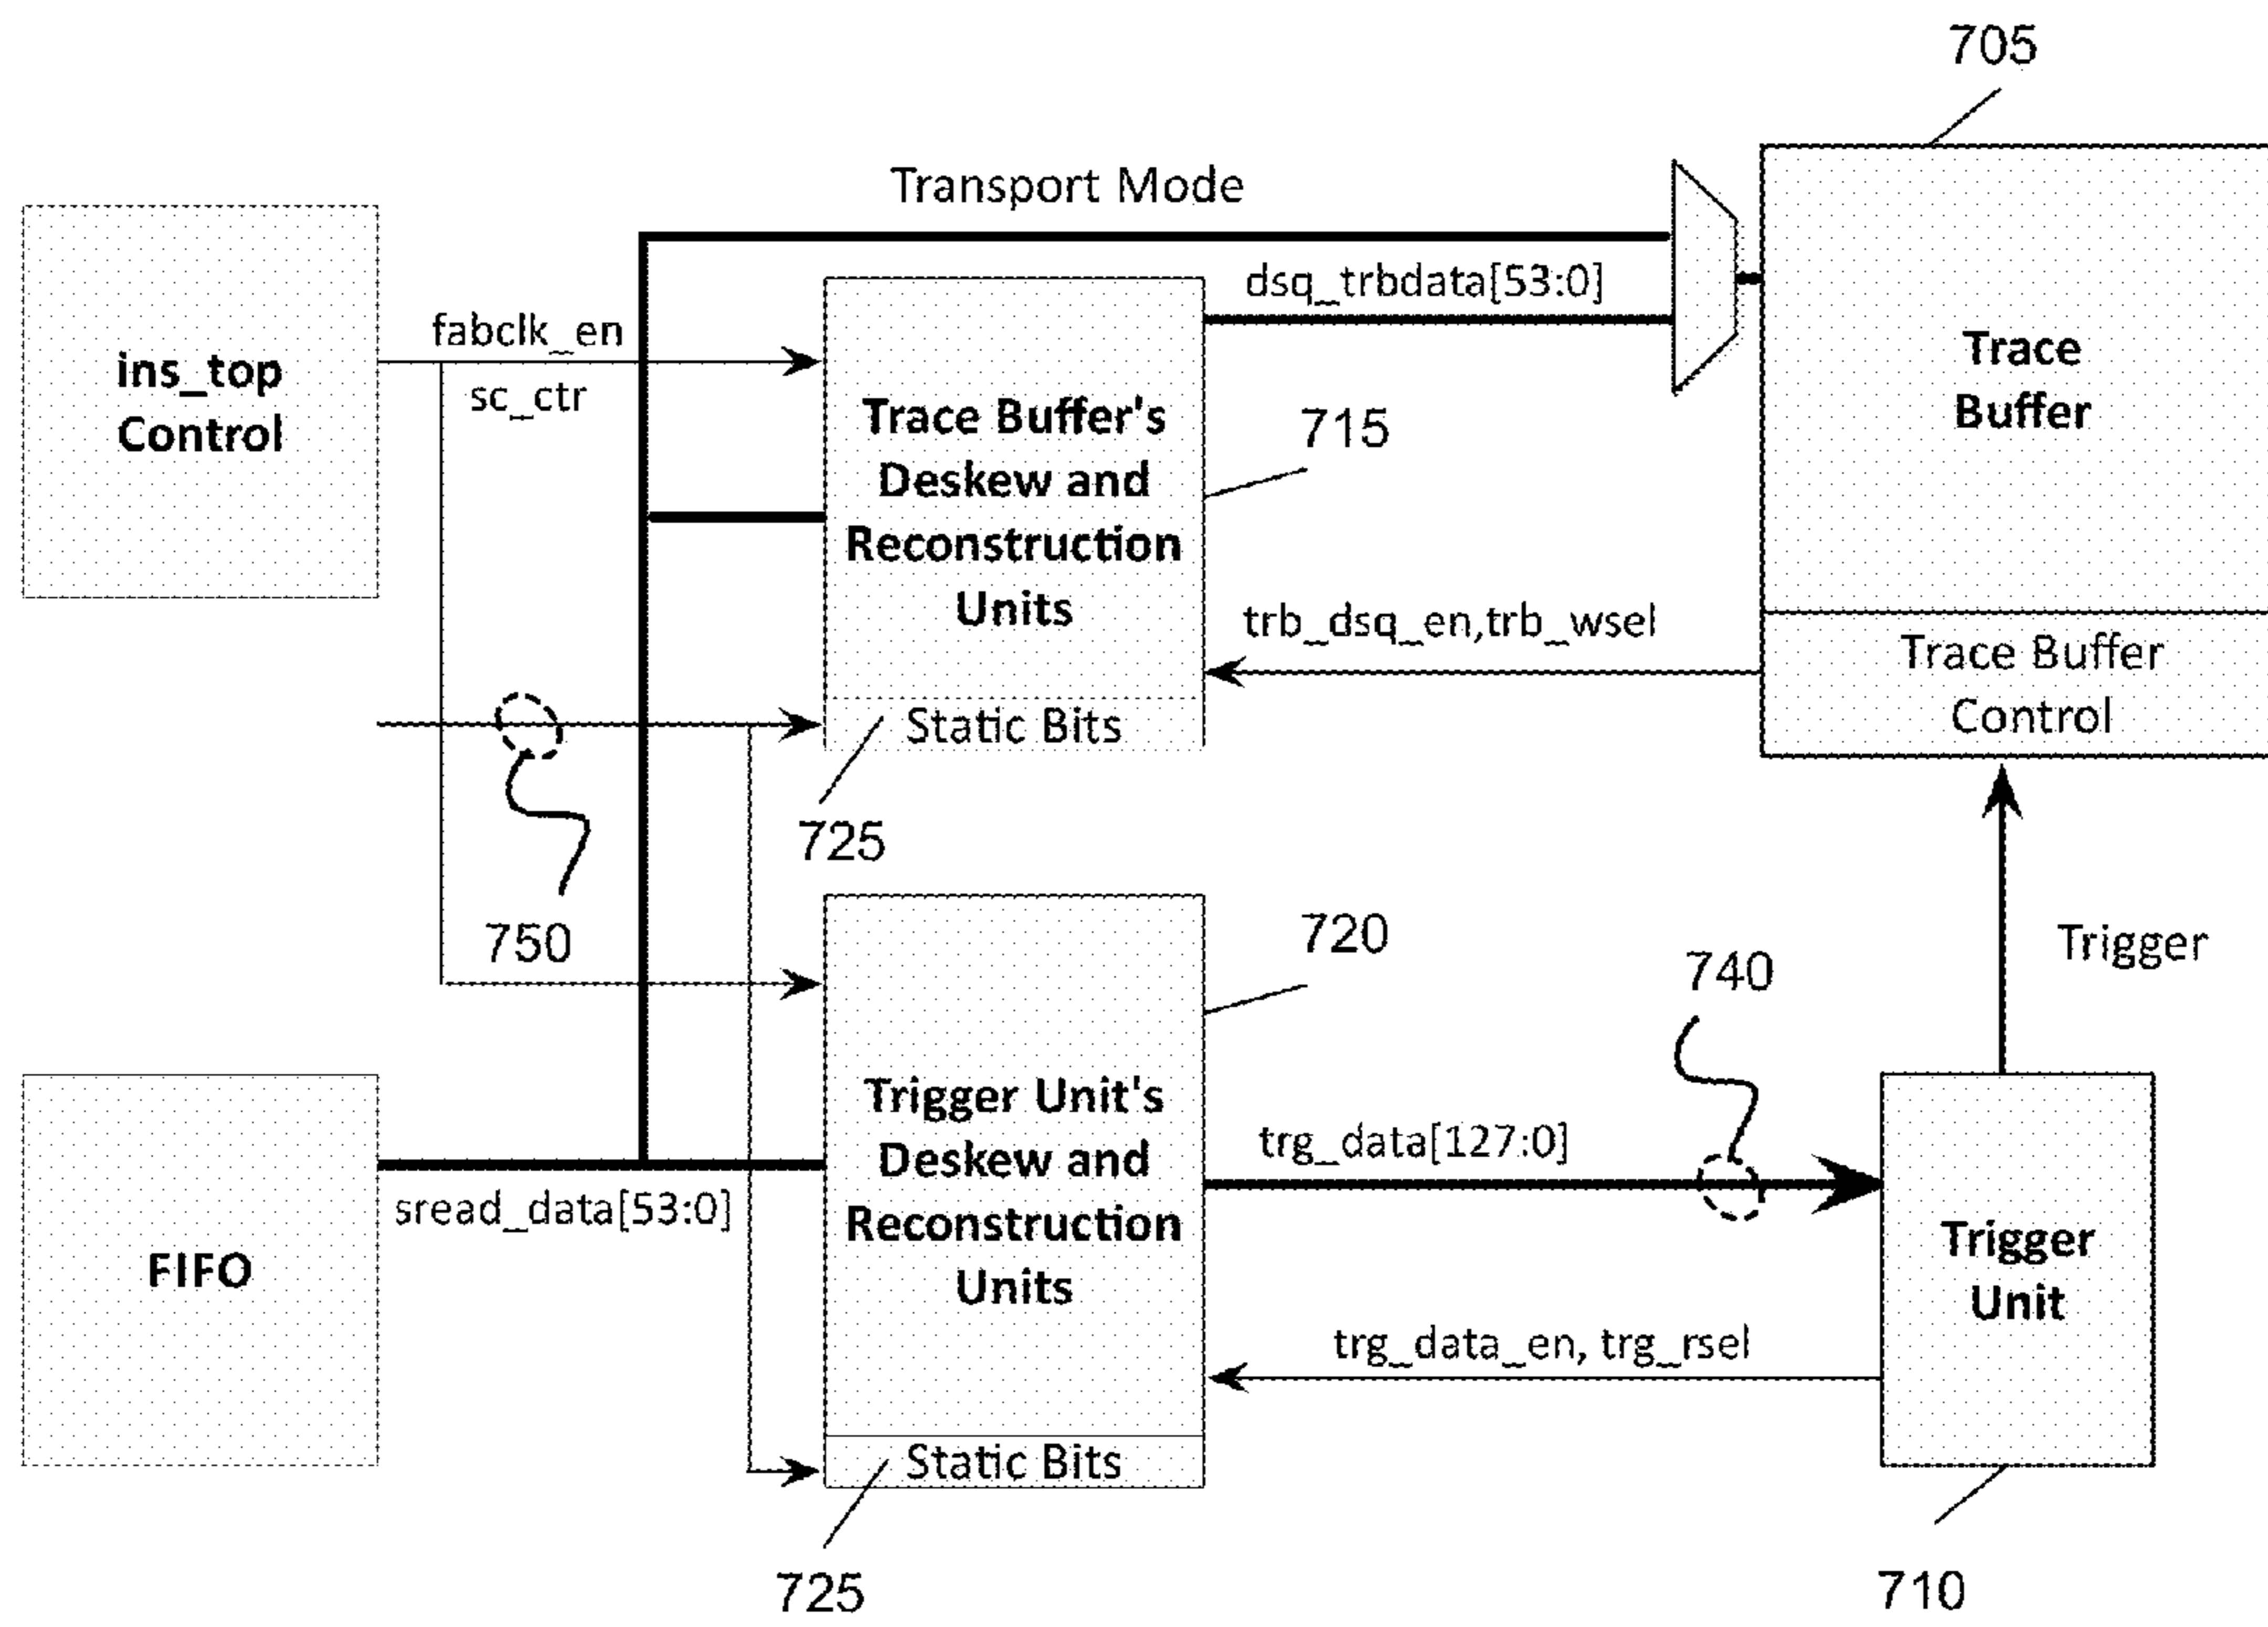 705
Transport Mode
dsq_trbdata[53:0]
fabclk_en
sc_ctr
ins_top
Control
Trace Buffer's
Deskew and
Reconstruction
Units
715
Trace
Buffer
trb_dsq_en,trb_wsel
Trace Buffer
Control
Static Bits
725
750
720
740
Trigger
Trigger Unit's
Deskew and
Reconstruction
Units
trg_data[127:0]
sread_data[53:0]
FIFO
Trigger
Unit
trg_data_en, trg_rsel
Static Bits
725
710